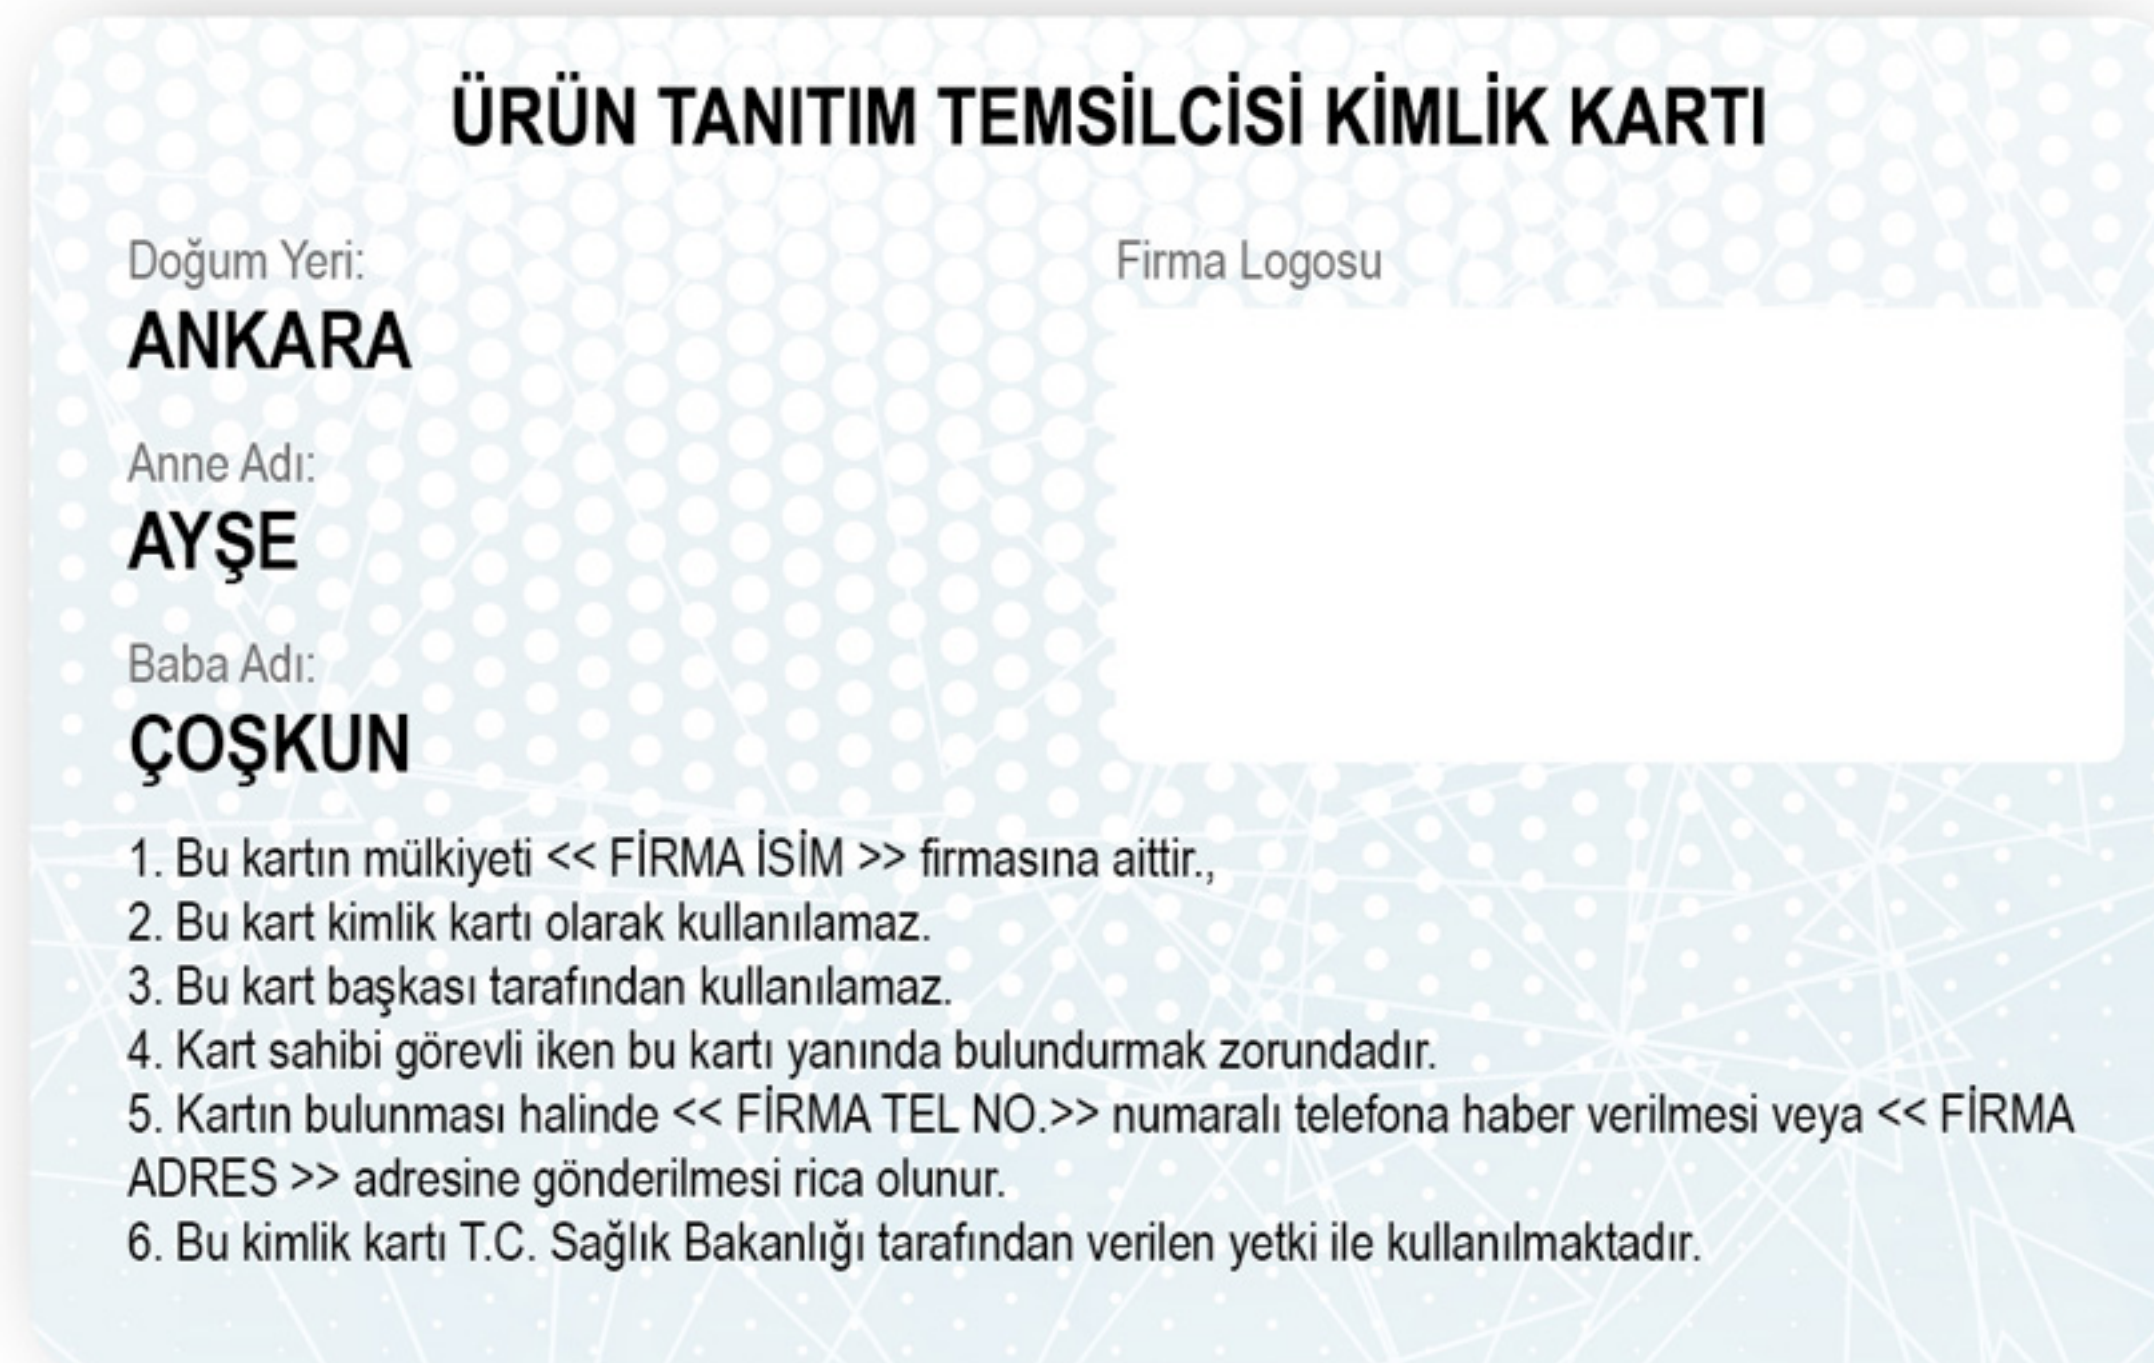 ÜRÜN TANITIM TEMSİLCİSİ KİMLİK KARTI
Doğum Yeri:
ANKARA
Anne Adı:
AYŞE
Baba Adı:
ÇOŞKUN
Firma Logosu
1. Bu kartın mülkiyeti << FİRMA İSİM >> firmasına aittir.,
2. Bu kart kimlik kartı olarak kullanılamaz.
3. Bu kart başkası tarafından kullanılamaz.
4. Kart sahibi görevli iken bu kartı yanında bulundurmak zorundadır.
5. Kartın bulunması halinde << FİRMA TEL NO.>> numaralı telefona haber verilmesi veya << FİRMA
ADRES >> adresine gönderilmesi rica olunur.
6. Bu kimlik kartı T.C. Sağlık Bakanlığı tarafından verilen yetki ile kullanılmaktadır.